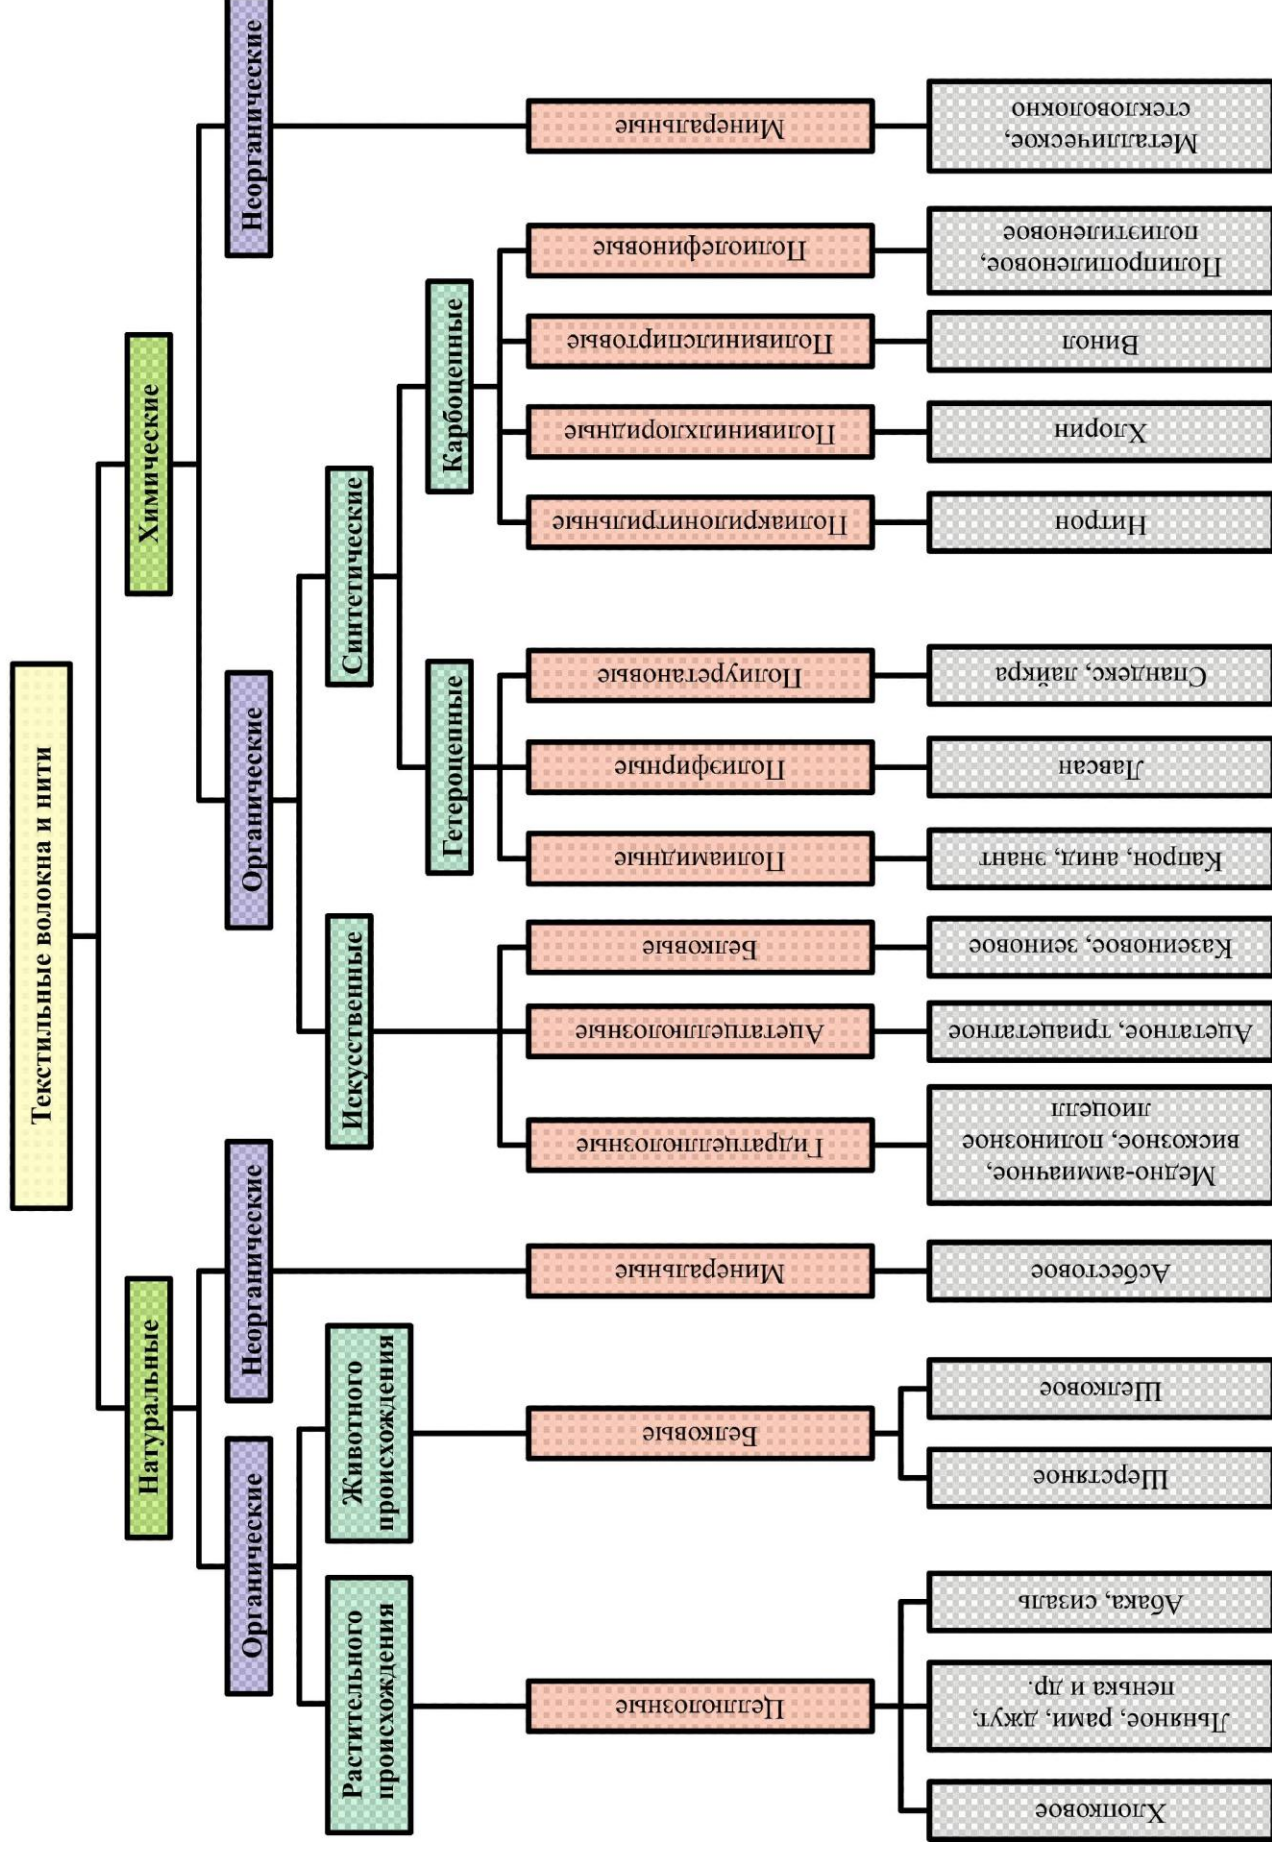 Текстильные волокна и нити
Натуральные
Химические
Органические
Неорганические
Органические
Неорганические
Растительного
происхождения
Животного
происхождения
Искусственные
Синтетические
Гетероцепные
Карбоцепные
Целлюлозные
Белковые
Минеральные
Гидратцеллюлозные
Ацетатцеллюлозные
Белковые
Полиамидные
Полиэфирные
Полиуретановые
Полиакрилонитрильные
Поливинилхлоридные
Поливинилспиртовые
Полиолефиновые
Минеральные
Хлопковое
Льняное, рами, джут,
пенька и др.
Абака, сизаль
Шерстяное
Шелковое
Асбестовое
Медно-аммиачное,
вискозное, полинозное
лиоцелл
Ацетатное, триацетатное
Казеиновое, зеиновое
Капрон, анид, энант
Лавсан
Спандекс, лайкра
Нитрон
Хлорин
Винол
Полипропиленовое,
полиэтиленовое
Металлическое,
стекловолокно